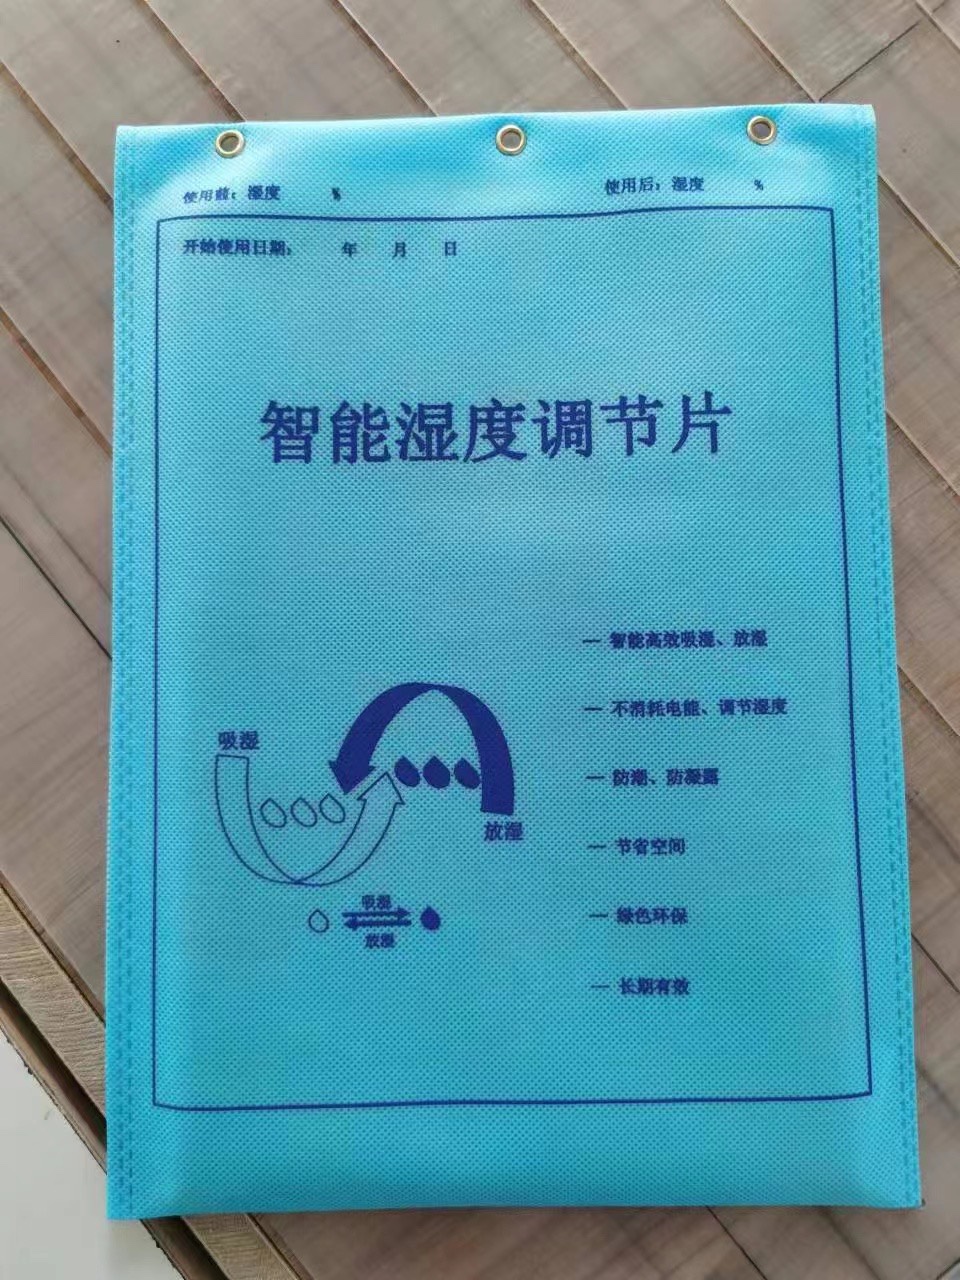 使用前：湿度 % 使用后：湿度 %
开始使用日期： 年 月 日
智能湿度调节片
— 智能高效吸湿、放湿
— 不消耗电能、调节湿度
吸湿
— 防潮、防凝露
放湿
— 节省空间
吸湿
— 绿色环保
放湿
— 长期有效